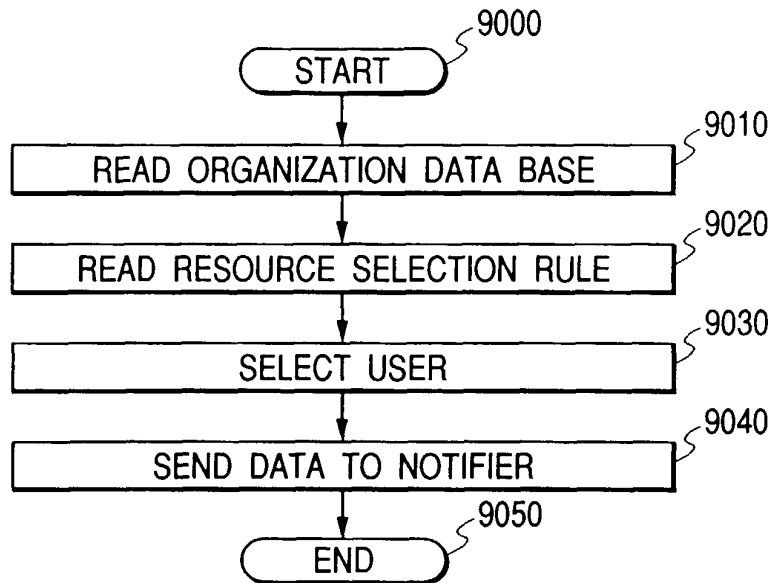 9000
START
9010
READ ORGANIZATION DATA BASE
9020
READ RESOURCE SELECTION RULE
9030
SELECT USER
9040
SEND DATA TO NOTIFIER
9050
END